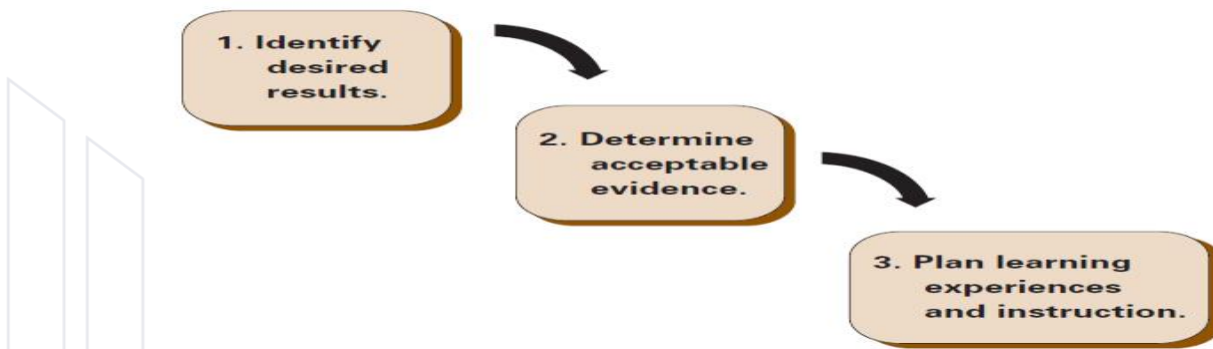 1. Identify
desired
results.
2. Determine
acceptable
evidence.
3. Plan learning
experiences
and instruction.